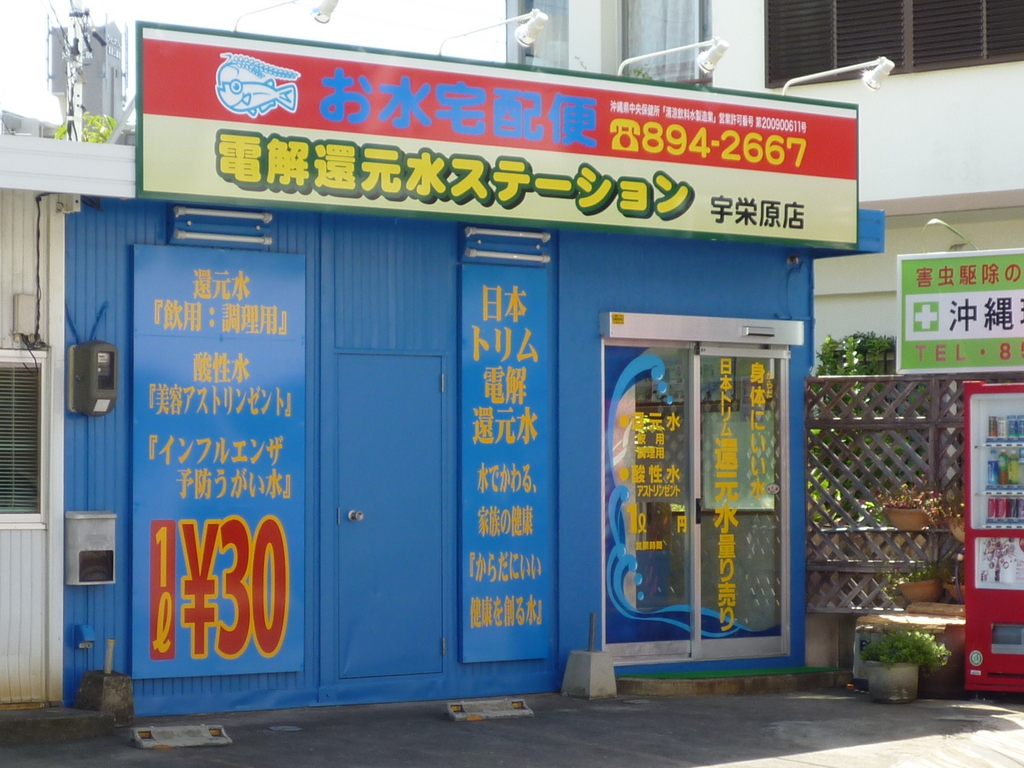 お水宅配便
沖縄県中央保健所「清涼飲料水製造業」営業許可番号 第200900611号
☎894-2667
電解還元水ステーション
宇栄原店
還元水
『飲用：調理用』
酸性水
『美容アストリンゼント』
『インフルエンザ
予防うがい水』
1ℓ¥30
日本
トリム
電解
還元水
水でかわる、
家族の健康
『からだにいい
健康を創る水』
還元水
飲用
調理用
酸性水
アストリンゼント
1ℓ 円
身体にいい水
日本トリム還元水量り売り
害虫駆除の
沖縄
TEL・85